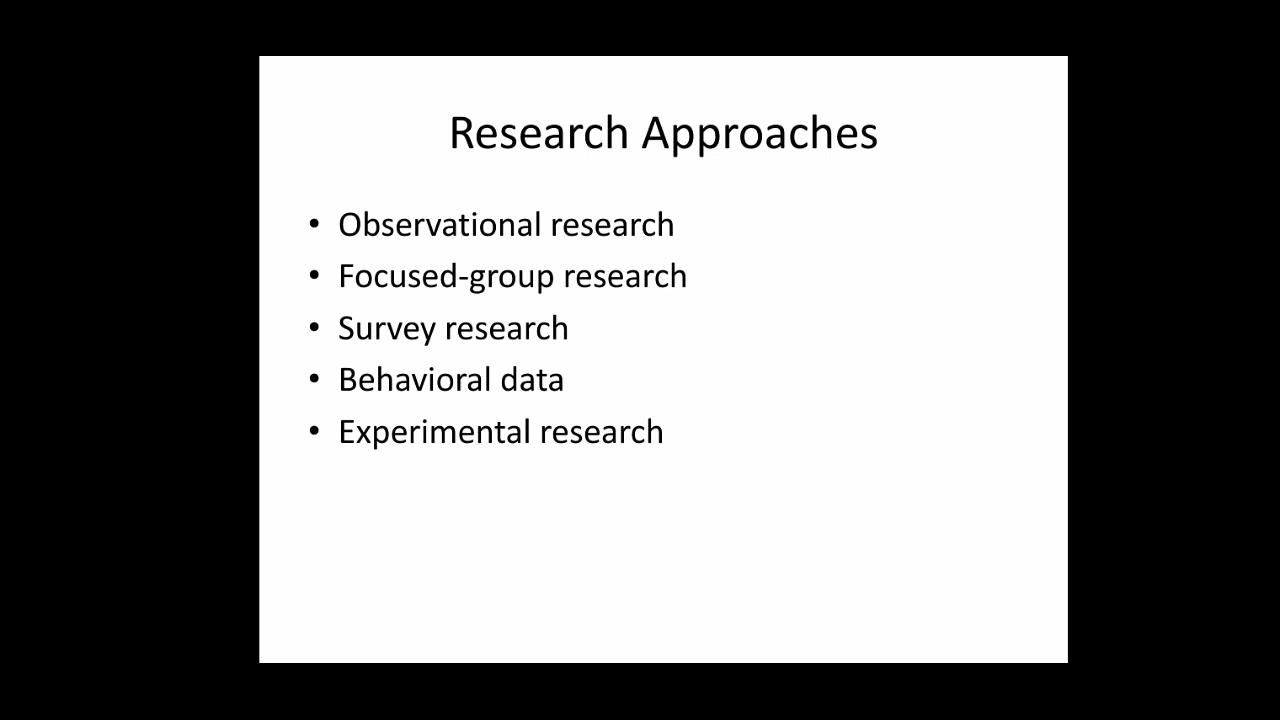 Research Approaches
• Observational research
• Focused-group research
• Survey research
• Behavioral data
• Experimental research